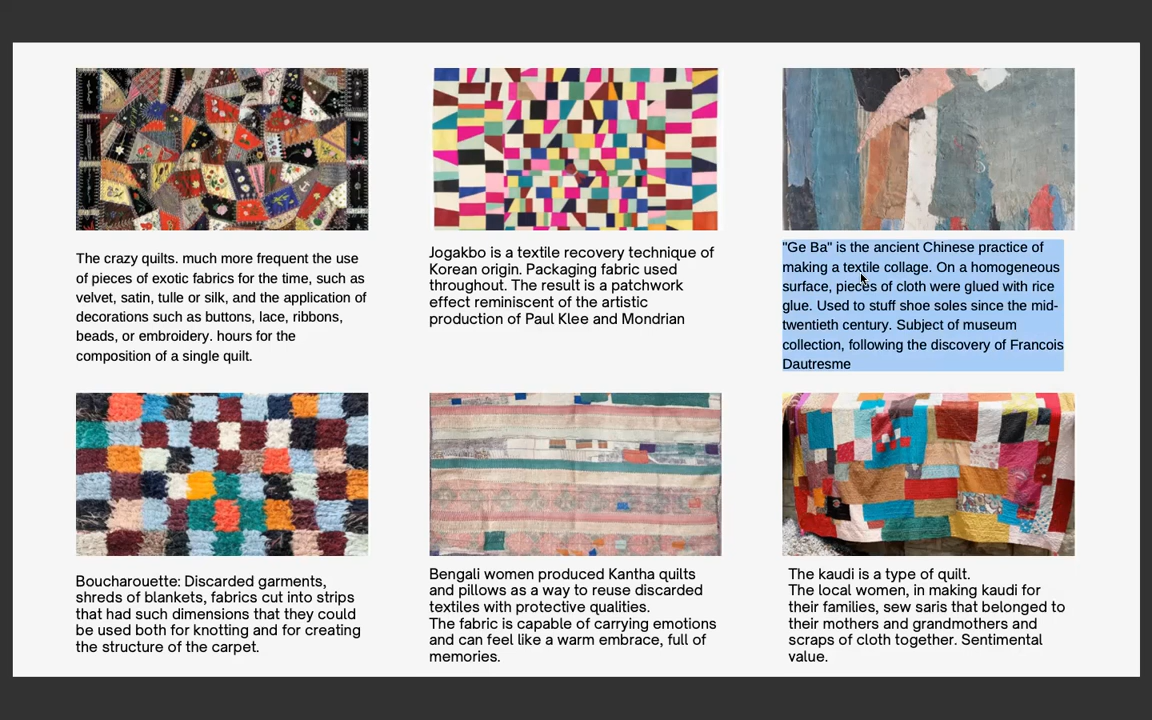 The crazy quilts. much more frequent the use
of pieces of exotic fabrics for the time, such as
velvet, satin, tulle or silk, and the application of
decorations such as buttons, lace, ribbons,
beads, or embroidery. hours for the
composition of a single quilt.
Jogakbo is a textile recovery technique of
Korean origin. Packaging fabric used
throughout. The result is a patchwork
effect reminiscent of the artistic
production of Paul Klee and Mondrian
"Ge Ba" is the ancient Chinese practice of
making a textile collage. On a homogeneous
surface, pieces of cloth were glued with rice
glue. Used to stuff shoe soles since the mid-
twentieth century. Subject of museum
collection, following the discovery of Francois
Dautresme
Boucharouette: Discarded garments,
shreds of blankets, fabrics cut into strips
that had such dimensions that they could
be used both for knotting and for creating
the structure of the carpet.
Bengali women produced Kantha quilts
and pillows as a way to reuse discarded
textiles with protective qualities.
The fabric is capable of carrying emotions
and can feel like a warm embrace, full of
memories.
The kaudi is a type of quilt.
The local women, in making kaudi for
their families, sew saris that belonged to
their mothers and grandmothers and
scraps of cloth together. Sentimental
value.